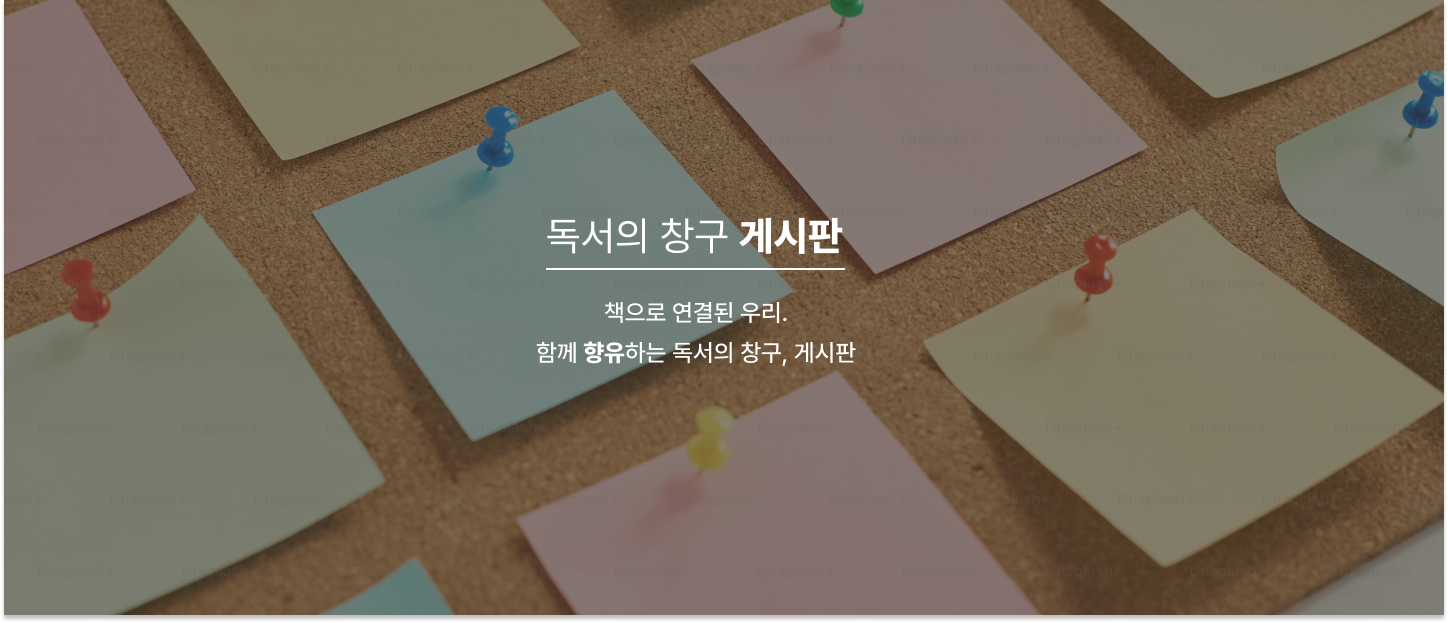 독서의 창구 게시판
책으로 연결된 우리.
함께 향유하는 독서의 창구, 게시판
Unsplash+